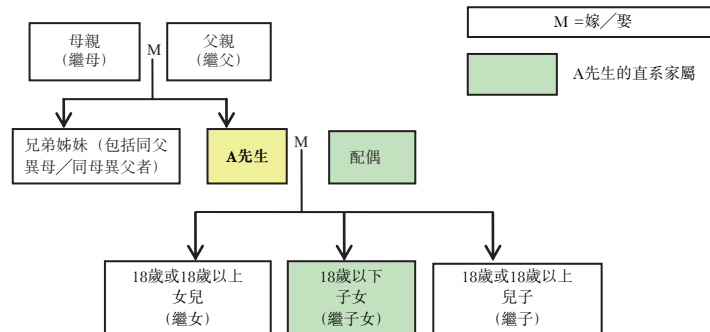 M =嫁／娶
A先生的直系家屬
母親
(繼母)
M
父親
(繼父)
兄弟姊妹（包括同父
異母／同母異父者）
A先生
M
配偶
18歲或18歲以上
女兒
(繼女)
18歲以下
子女
(繼子女)
18歲或18歲以上
兒子
(繼子)